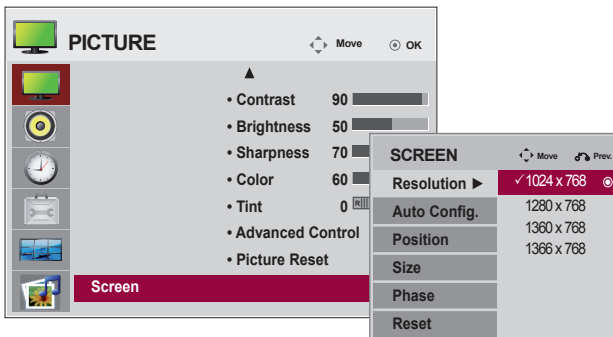 PICTURE Move OK
• Contrast 90
• Brightness 50
• Sharpness 70
• Color 60
• Tint 0 R
• Advanced Control
• Picture Reset
Screen
SCREEN Move Prev.
Resolution ► ✓1024 x 768
Auto Config. 1280 x 768
1360 x 768
Position 1366 x 768
Size
Phase
Reset